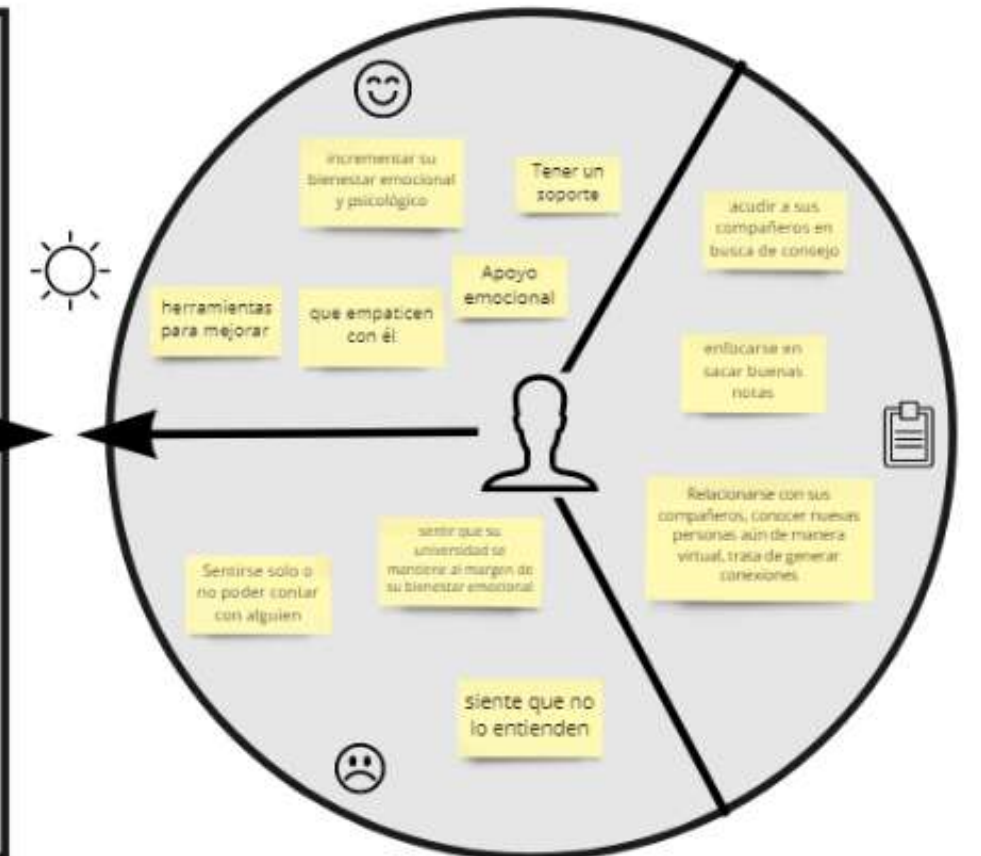 incrementar su
bienestar emocional
y psicológico
Tener un
soporte
Apoyo
emocional
herramientas
para mejorar
que empaticen
con él
acudir a sus
compañeros en
busca de consejo
enfocarse en
sacar buenas
notas
Relacionarse con sus
compañeros, conocer nuevas
personas aún de manera
virtual, trata de generar
conexiones
sentir que su
universidad se
mantiene al margen de
su bienestar emocional
Sentirse solo o
no poder contar
con alguien
siente que no
lo entienden